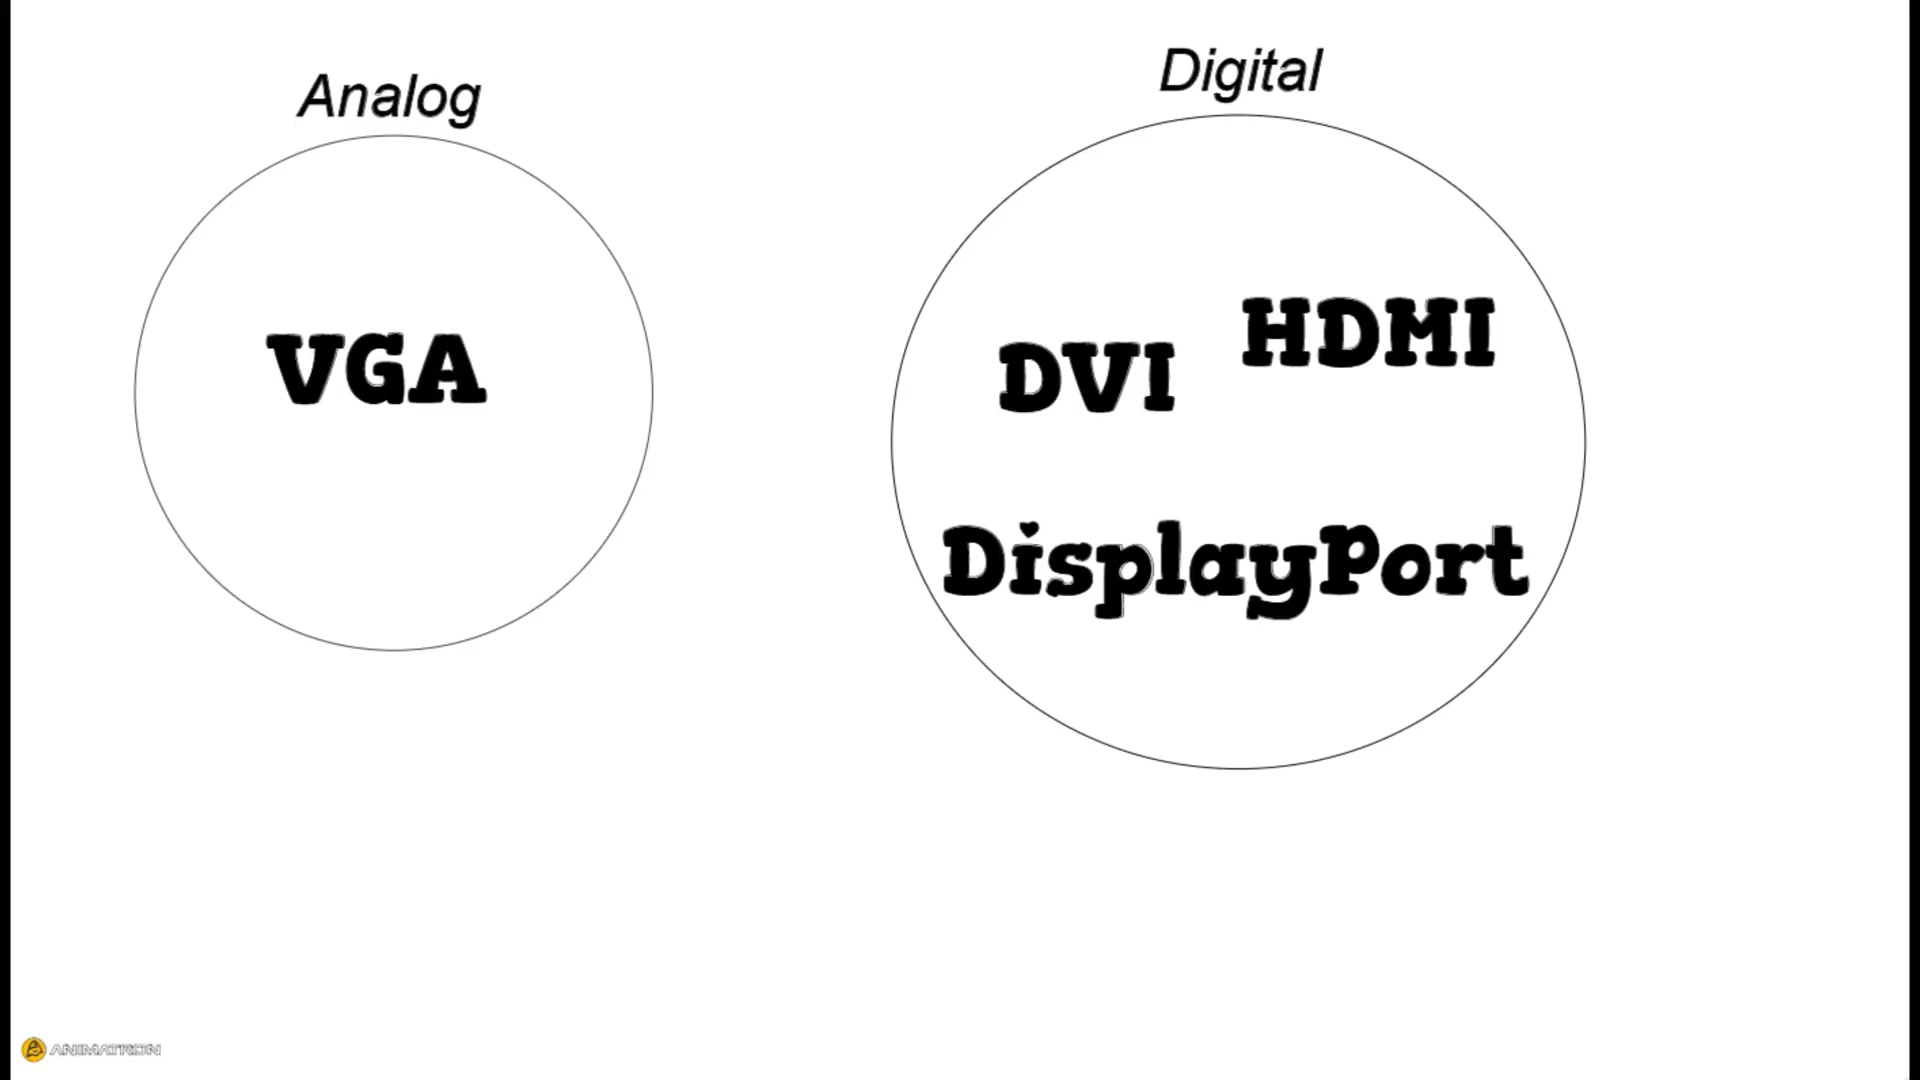 Analog
Digital
VGA
DVI
HDMI
DisplayPort
ANIMATRON